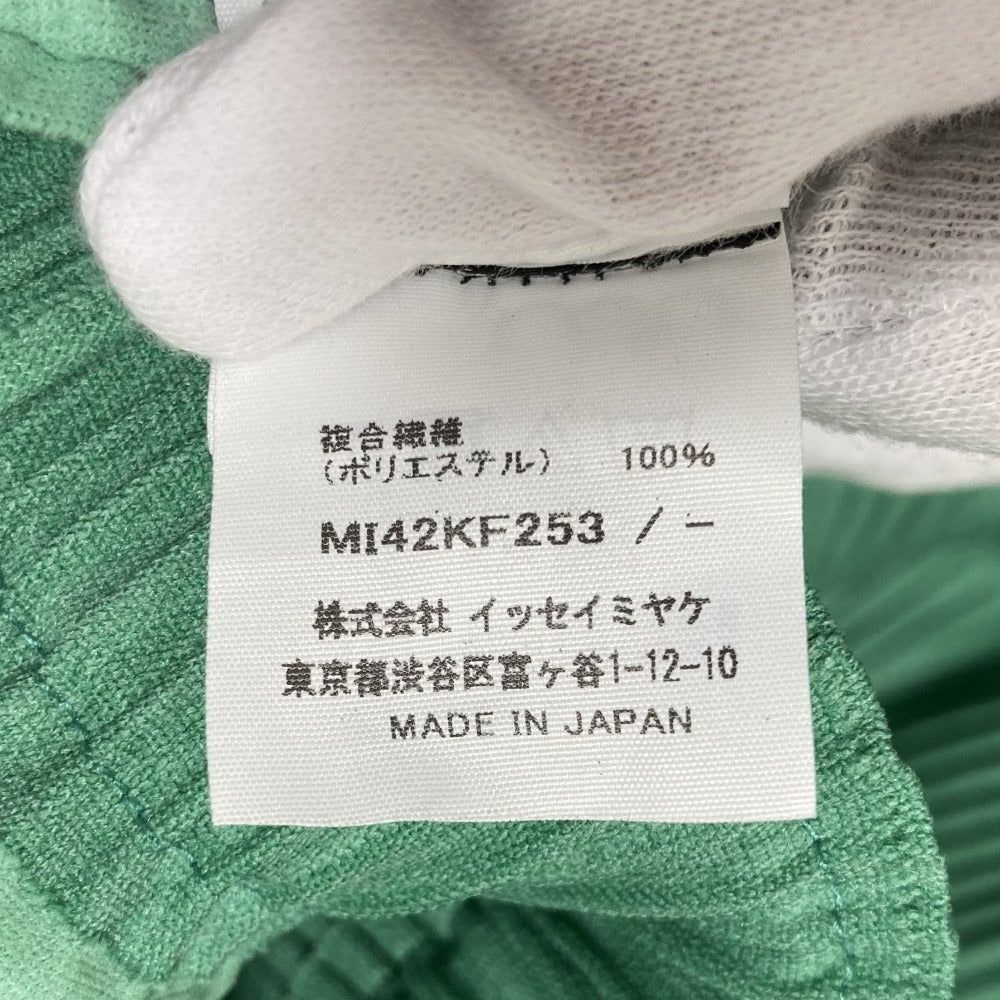 複合繊維
(ポリエステル) 100%
MI42KF253 / -
株式会社 イッセイミヤケ
東京都渋谷区富ヶ谷1-12-10
MADE IN JAPAN